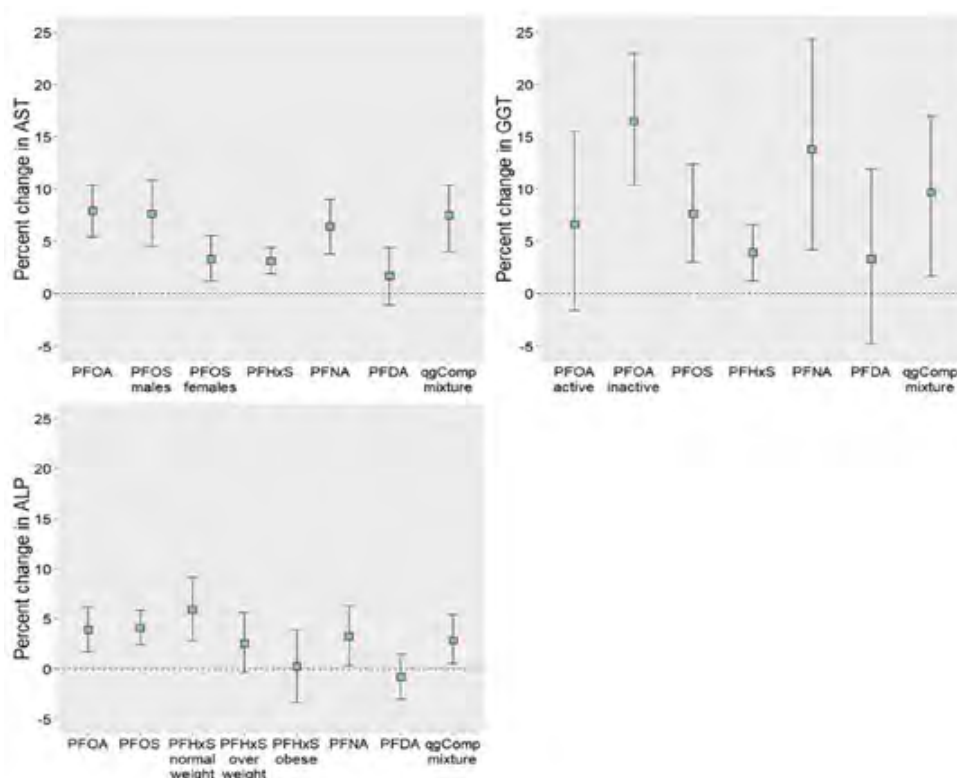 Percent change in AST
25
20
15
10
5
0
-5
PFOA
PFOS males
PFOS females
PFHxS
PFNA
PFDA
qgComp mixture
Percent change in GGT
25
20
15
10
5
0
-5
PFOA active
PFOA inactive
PFOS
PFHxS
PFNA
PFDA
qgComp mixture
Percent change in ALP
25
20
15
10
5
0
-5
PFOA
PFOS
PFHxS normal weight
PFHxS over weight
PFHxS obese
PFNA
PFDA
qgComp mixture